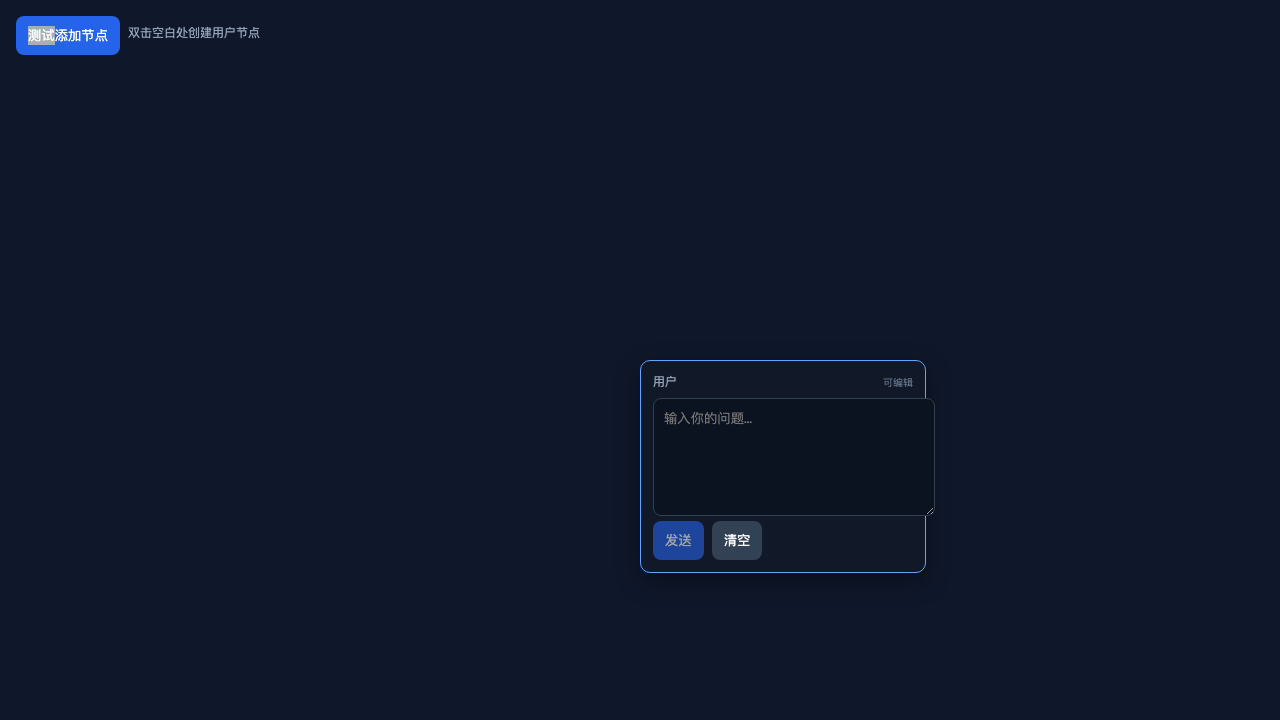 测试添加节点
双击空白处创建用户节点
用户
可编辑
输入你的问题...
发送
清空